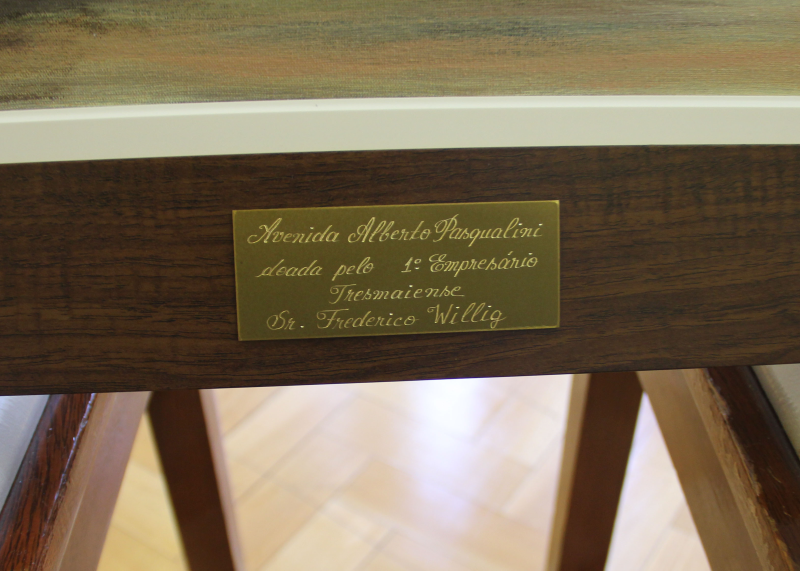 Avenida Alberto Pasqualini
doada pelo 1º Empresário
Tresmaiense
Sr. Frederico Willig